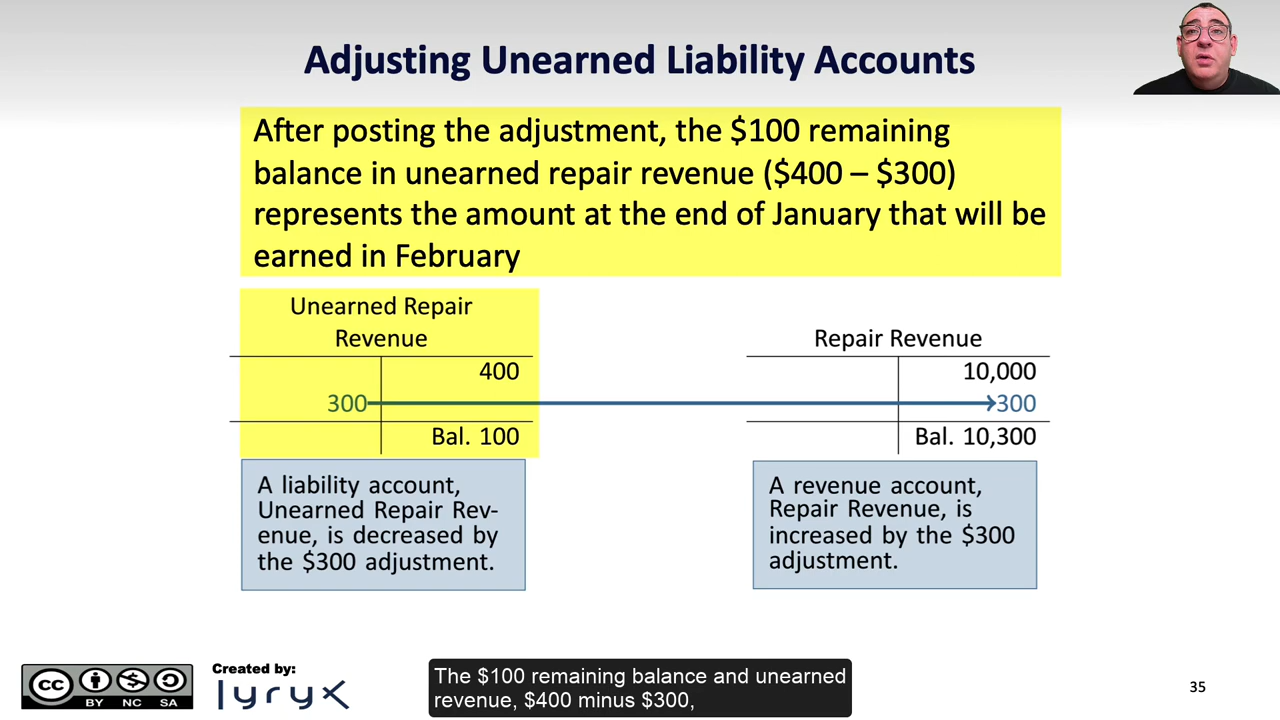 Adjusting Unearned Liability Accounts
After posting the adjustment, the $100 remaining
balance in unearned repair revenue ($400 – $300)
represents the amount at the end of January that will be
earned in February
Unearned Repair
Revenue
400
300
Bal. 100
Repair Revenue
10,000
300
Bal. 10,300
A liability account,
Unearned Repair Rev-
enue, is decreased by
the $300 adjustment.
A revenue account,
Repair Revenue, is
increased by the $300
adjustment.
CC
BY NC SA
Created by:
lyryx
The $100 remaining balance and unearned
revenue, $400 minus $300,
35